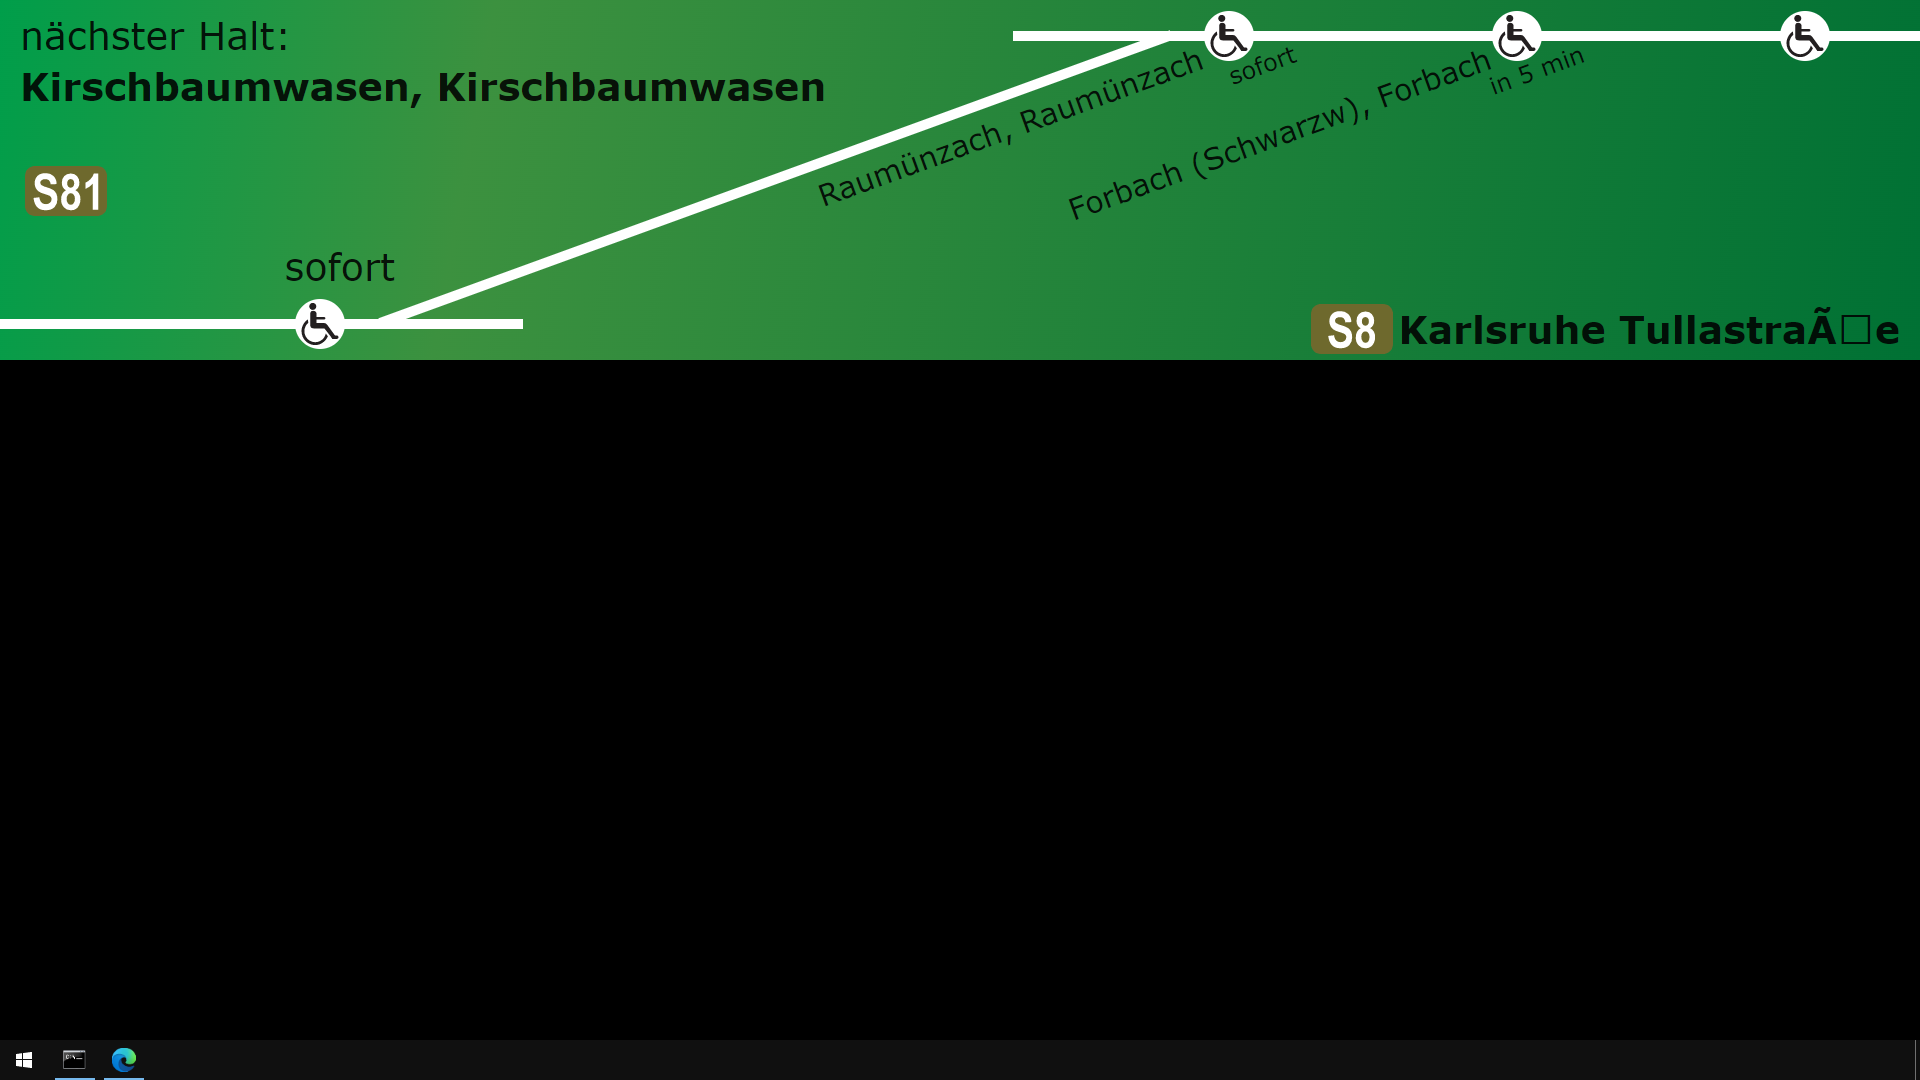 nächster Halt:
Kirschbaumwasen, Kirschbaumwasen
S81
sofort
Raumünzach, Raumünzach
sofort
Forbach (Schwarzw), Forbach
in 5 min
S8 Karlsruhe TullastraÃ□e